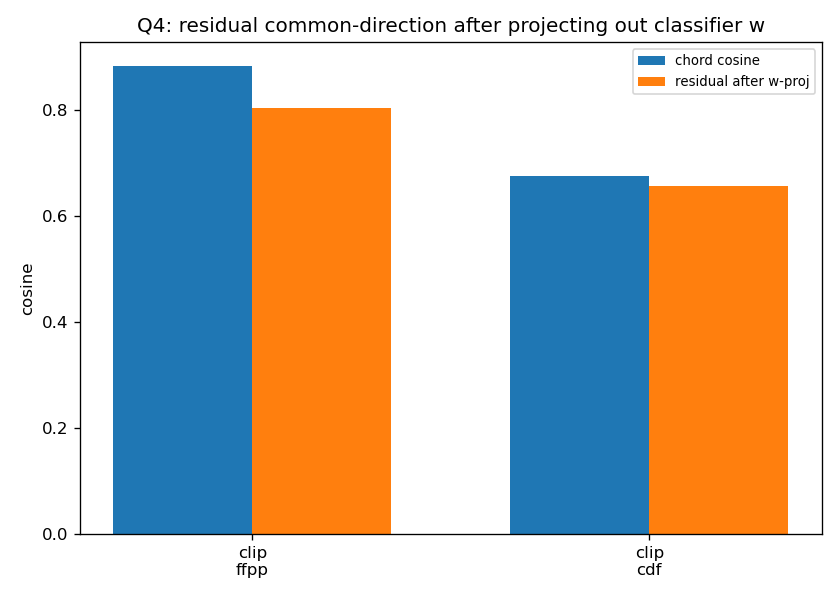 Q4: residual common-direction after projecting out classifier w
chord cosine
residual after w-proj
cosine
0.8
0.6
0.4
0.2
0.0
clip
ffpp
clip
cdf